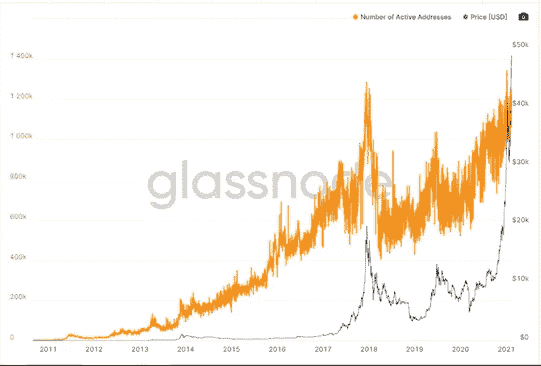 Number of Active Addresses Price [USD]
1 400k $50k
1 200k $40k
1 000k
800k $30k
glassnode
600k
$20k
400k
200k $10k
0 $0
2011 2012 2013 2014 2015 2016 2017 2018 2019 2020 2021